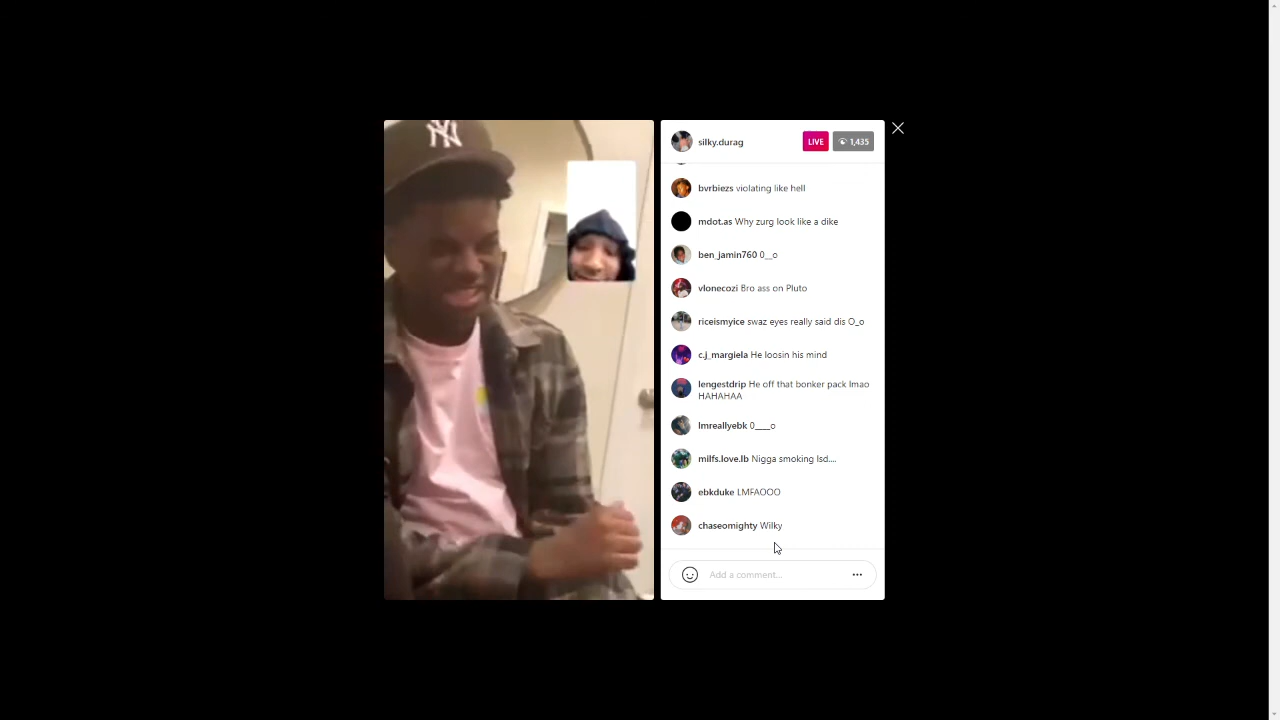 NY
silky.durag LIVE 1,435
bvrbiezs violating like hell
mdot.as Why zurg look like a dike
ben_jamin760 0__o
vlonecozi Bro ass on Pluto
riceismyice swaz eyes really said dis O_o
c.j_margiela He loosin his mind
lengestdrip He off that bonker pack lmao
HAHAHAA
lmreallyebk 0____o
milfs.love.lb Nigga smoking lsd....
ebkduke LMFAOOO
chaseomighty Wilky
Add a comment...